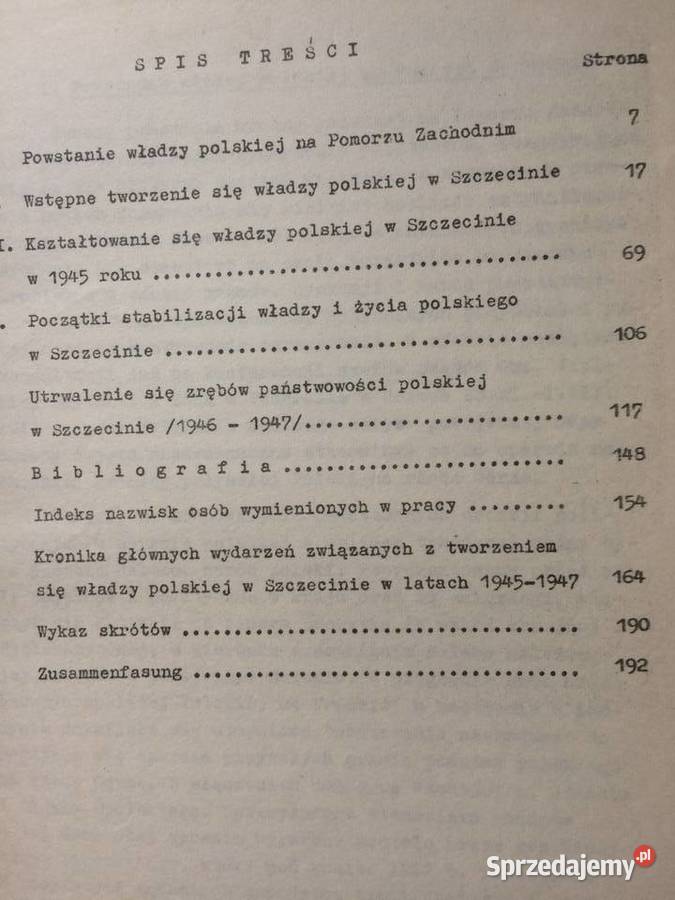 SPIS TREŚCI
Strona
Powstanie władzy polskiej na Pomorzu Zachodnim 7
. Wstępne tworzenie się władzy polskiej w Szczecinie 17
I. Kształtowanie się władzy polskiej w Szczecinie
w 1945 roku ....................................... 69
. Początki stabilizacji władzy i życia polskiego
w Szczecinie ...................................... 106
Utrwalenie się zrębów państwowości polskiej
w Szczecinie /1946 - 1947/......................... 117
Bibliografia ........................... 148
Indeks nazwisk osób wymienionych w pracy ......... 154
Kronika głównych wydarzeń związanych z tworzeniem
się władzy polskiej w Szczecinie w latach 1945-1947 164
Wykaz skrótów ...................................... 190
Zusammenfasung ..................................... 192
Sprzedajemy.pl